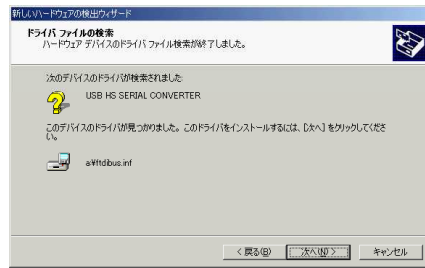 新しいハードウェアの検出ウィザード
ドライバ ファイルの検索
ハードウェア デバイスのドライバ ファイル検索が終了しました。
次のデバイスのドライバが検索されました:
USB HS SERIAL CONVERTER
このデバイスのドライバが見つかりました。このドライバをインストールするには、[次へ] をクリックしてくださ
い。
a:¥ftdibus.inf
< 戻る(B)
次へ(N) >
キャンセル